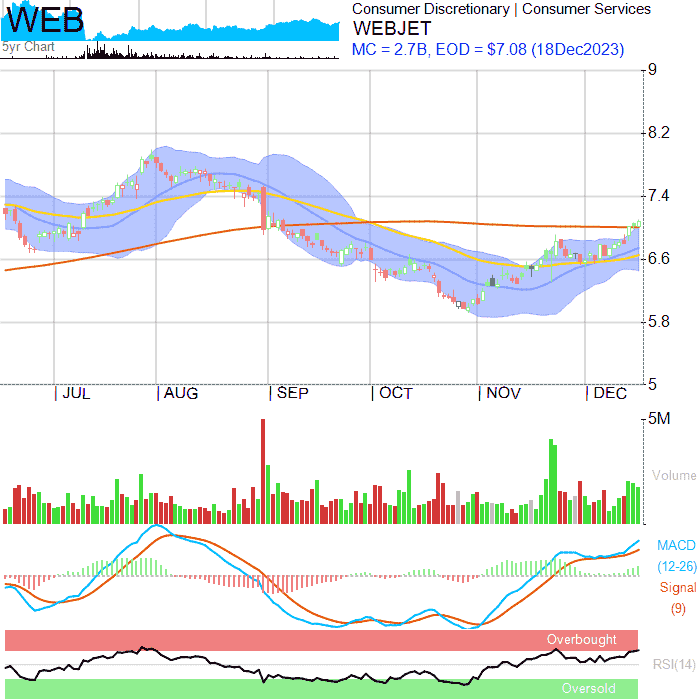 WEB
5yr Chart
Consumer Discretionary | Consumer Services
WEBJET
MC = 2.7B, EOD = $7.08 (18Dec2023)
9
8.2
7.4
6.6
5.8
5
JUL AUG SEP OCT NOV DEC
5M
Volume
MACD
(12-26)
Signal
(9)
Overbought
RSI(14)
Oversold